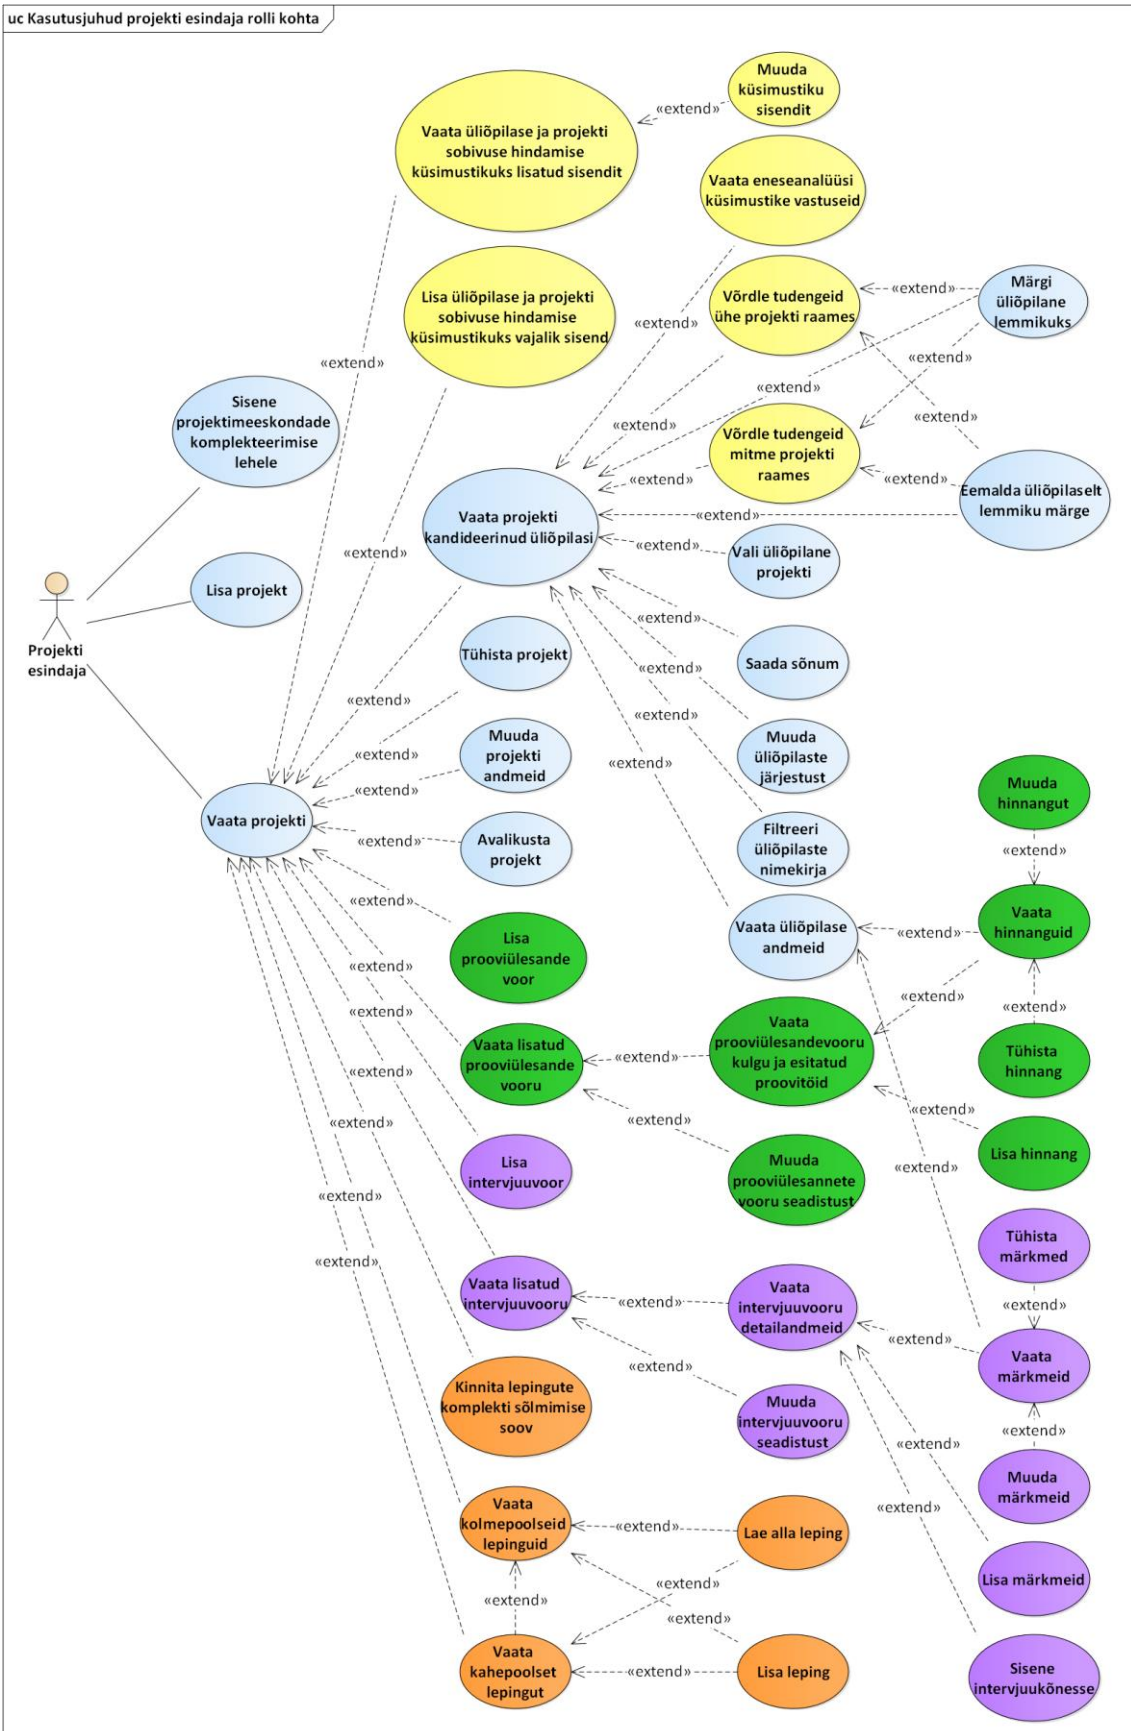 uc Kasutusjuhud projekti esindaja rolli kohta
Muuda
küsimustiku
sisendit
«extend»
Vaata üliõpilase ja projekti
sobivuse hindamise
küsimustikuks lisatud sisendit
Vaata eneseanalüüsi
küsimustike vastuseid
Lisa üliõpilase ja projekti
sobivuse hindamise
küsimustikuks vajalik sisend
Võrdle tudengeid
ühe projekti raames
«extend»
Märgi
üliõpilane
lemmikuks
«extend»
«extend»
«extend»
«extend»
Sisene
projektimeeskondade
komplekteerimise
lehele
«extend»
«extend»
«extend»
Võrdle tudengeid
mitme projekti
raames
«extend»
«extend»
Eemalda üliõpilaselt
lemmiku märge
Vaata projekti
kandideerinud üliõpilasi
«extend»
«extend»
«extend»
Vali üliõpilane
projekti
Lisa projekt
Projekti
esindaja
Tühista projekt
«extend»
Saada sõnum
«extend»
«extend»
«extend»
Muuda
projekti
andmeid
«extend»
«extend»
Muuda
üliõpilaste
järjestust
«extend»
Muuda
hinnangut
Vaata projekti
«extend»
Avalikusta
projekt
Filtreeri
üliõpilaste
nimekirja
«extend»
«extend»
Lisa
prooviülesande
voor
Vaata üliõpilase
andmeid
«extend»
Vaata
hinnanguid
«extend»
«extend»
«extend»
«extend»
Vaata lisatud
prooviülesande
vooru
«extend»
Vaata
prooviülesandevooru
kulgu ja esitatud
proovitöid
Tühista
hinnang
«extend»
«extend»
«extend»
«extend»
Lisa hinnang
Lisa
intervjuuvoor
Muuda
prooviülesannete
vooru seadistust
«extend»
«extend»
Tühista
märkmed
«extend»
Vaata lisatud
intervjuuvooru
«extend»
Vaata
intervjuuvooru
detailandmeid
«extend»
«extend»
Vaata
märkmeid
«extend»
Kinnita lepingute
komplekti sõlmimise
soov
Muuda
intervjuuvooru
seadistust
«extend»
«extend»
Muuda
märkmeid
«extend»
Vaata
kolmepoolseid
lepinguid
«extend»
Lae alla leping
«extend»
Lisa märkmeid
«extend»
«extend»
Vaata
kahepoolset
lepingut
«extend»
Lisa leping
Sisene
intervjuukõnesse